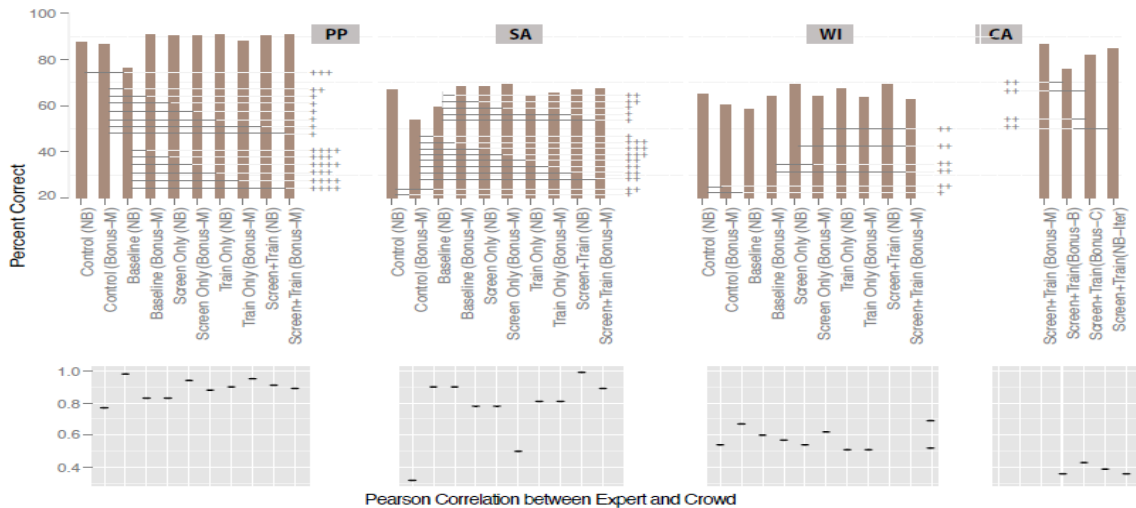 100
80
60
40
20
Percent Correct
PP
+++
++
+
+
+
+
+
+
++++
++++
++++
++++
SA
++
++
+
+
+
++
WI
++
++
++
++
++
+
CA
++
++
++
++
Control (NB)
Control (Bonus-M)
Baseline (NB)
Baseline (Bonus-M)
Screen Only (NB)
Screen Only (Bonus-M)
Train Only (NB)
Train Only (Bonus-M)
Screen+Train (NB)
Screen+Train (Bonus-M)
Control (NB)
Control (Bonus-M)
Baseline (NB)
Baseline (Bonus-M)
Screen Only (NB)
Screen Only (Bonus-M)
Train Only (NB)
Train Only (Bonus-M)
Screen+Train (NB)
Screen+Train (Bonus-M)
Control (NB)
Control (Bonus-M)
Baseline (NB)
Baseline (Bonus-M)
Screen Only (NB)
Screen Only (Bonus-M)
Train Only (NB)
Train Only (Bonus-M)
Screen+Train (NB)
Screen+Train (Bonus-M)
Screen+Train (Bonus-M)
Screen+Train(Bonus-B)
Screen+Train(Bonus-C)
Screen+Train(NB-Iter)
1.0
0.8
0.6
0.4
Pearson Correlation between Expert and Crowd